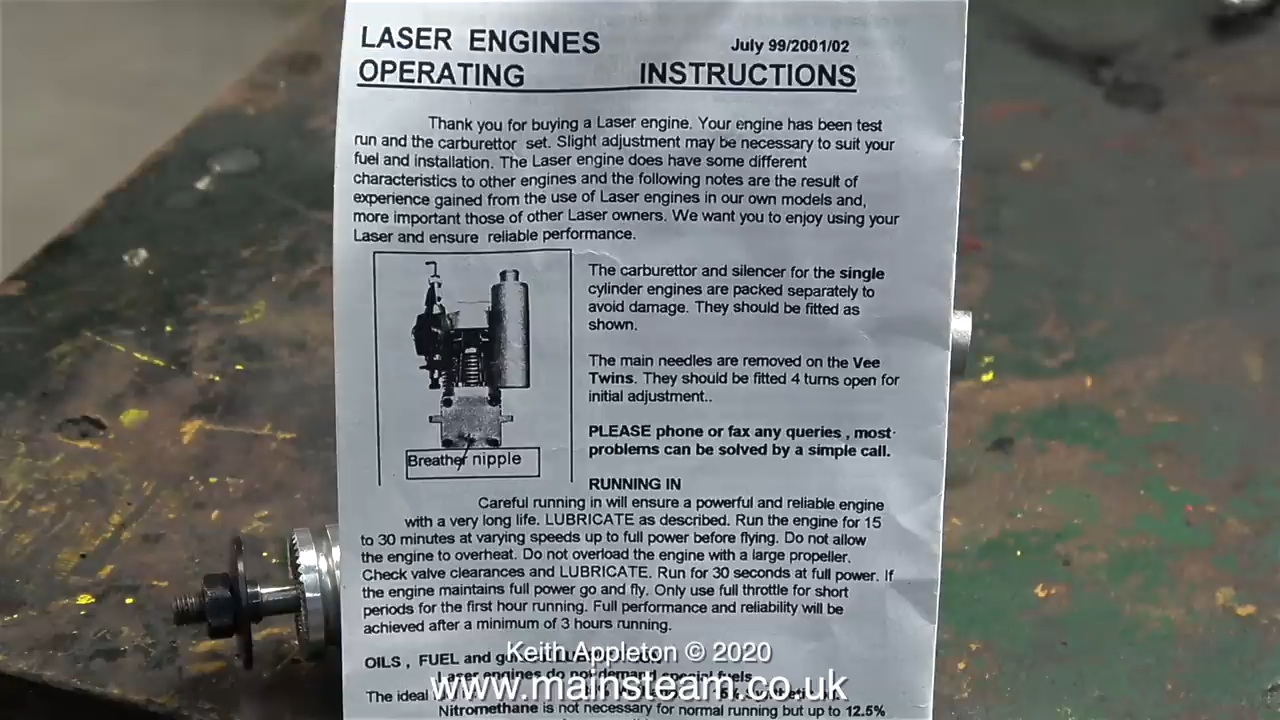 LASER ENGINES July 99/2001/02
OPERATING INSTRUCTIONS
Thank you for buying a Laser engine. Your engine has been test
run and the carburettor set. Slight adjustment may be necessary to suit your
fuel and installation. The Laser engine does have some different
characteristics to other engines and the following notes are the result of
experience gained from the use of Laser engines in our own models and,
more important those of other Laser owners. We want you to enjoy using your
Laser and ensure reliable performance.
The carburettor and silencer for the single
cylinder engines are packed separately to
avoid damage. They should be fitted as
shown.
The main needles are removed on the Vee
Twins. They should be fitted 4 turns open for
initial adjustment..
PLEASE phone or fax any queries , most
problems can be solved by a simple call.
Breather nipple
RUNNING IN
Careful running in will ensure a powerful and reliable engine
with a very long life. LUBRICATE as described. Run the engine for 15
to 30 minutes at varying speeds up to full power before flying. Do not allow
the engine to overheat. Do not overload the engine with a large propeller.
Check valve clearances and LUBRICATE. Run for 30 seconds at full power. If
the engine maintains full power go and fly. Only use full throttle for short
periods for the first hour running. Full performance and reliability will be
achieved after a minimum of 3 hours running.
OILS , FUEL and
Laser engines do not demand special fuels
The ideal
Nitromethane is not necessary for normal running but up to 12.5%
Keith Appleton © 2020
www.mainsteam.co.uk